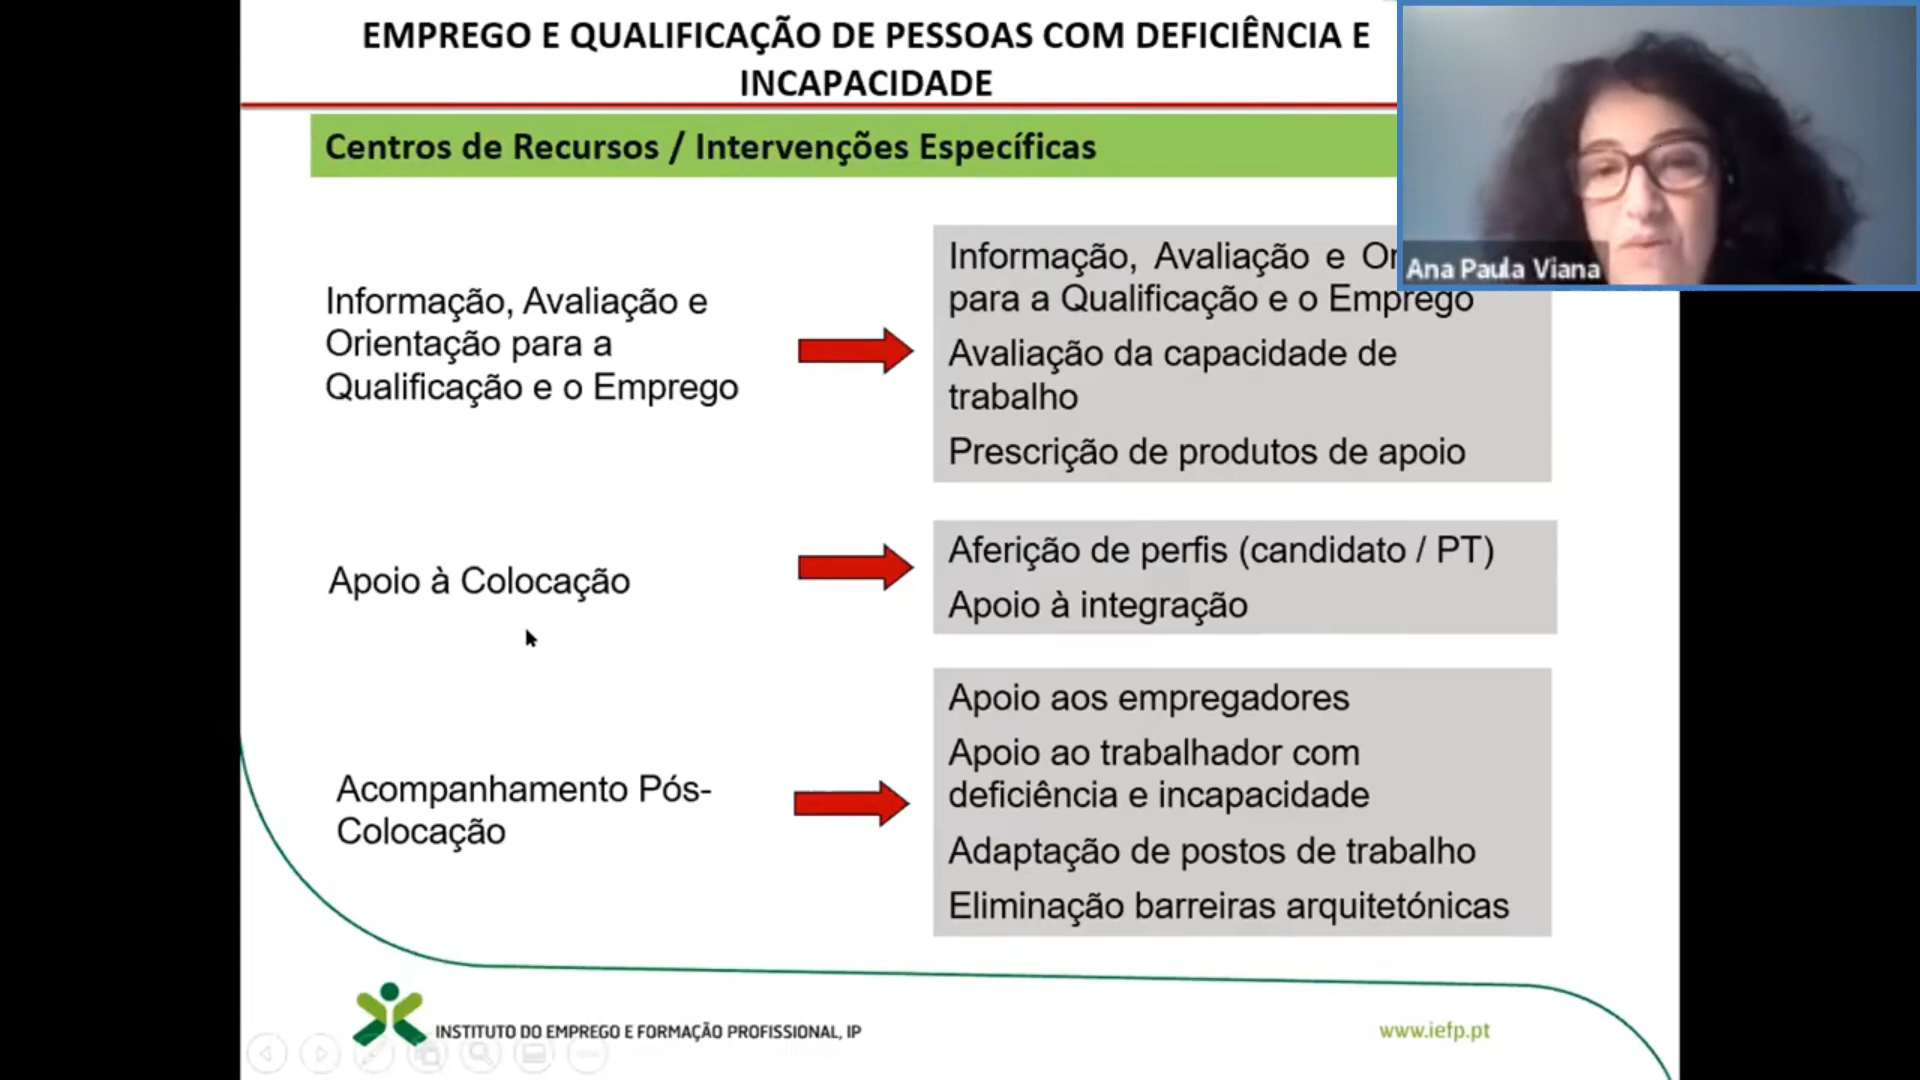 EMPREGO E QUALIFICAÇÃO DE PESSOAS COM DEFICIÊNCIA E
INCAPACIDADE
Centros de Recursos / Intervenções Específicas
Ana Paula Viana
Informação, Avaliação e
Orientação para a
Qualificação e o Emprego
Informação, Avaliação e
para a Qualificação e o Emprego
Avaliação da capacidade de
trabalho
Prescrição de produtos de apoio
Apoio à Colocação
Aferição de perfis (candidato / PT)
Apoio à integração
Acompanhamento Pós-
Colocação
Apoio aos empregadores
Apoio ao trabalhador com
deficiência e incapacidade
Adaptação de postos de trabalho
Eliminação barreiras arquitetónicas
INSTITUTO DO EMPREGO E FORMAÇÃO PROFISSIONAL, IP
www.iefp.pt